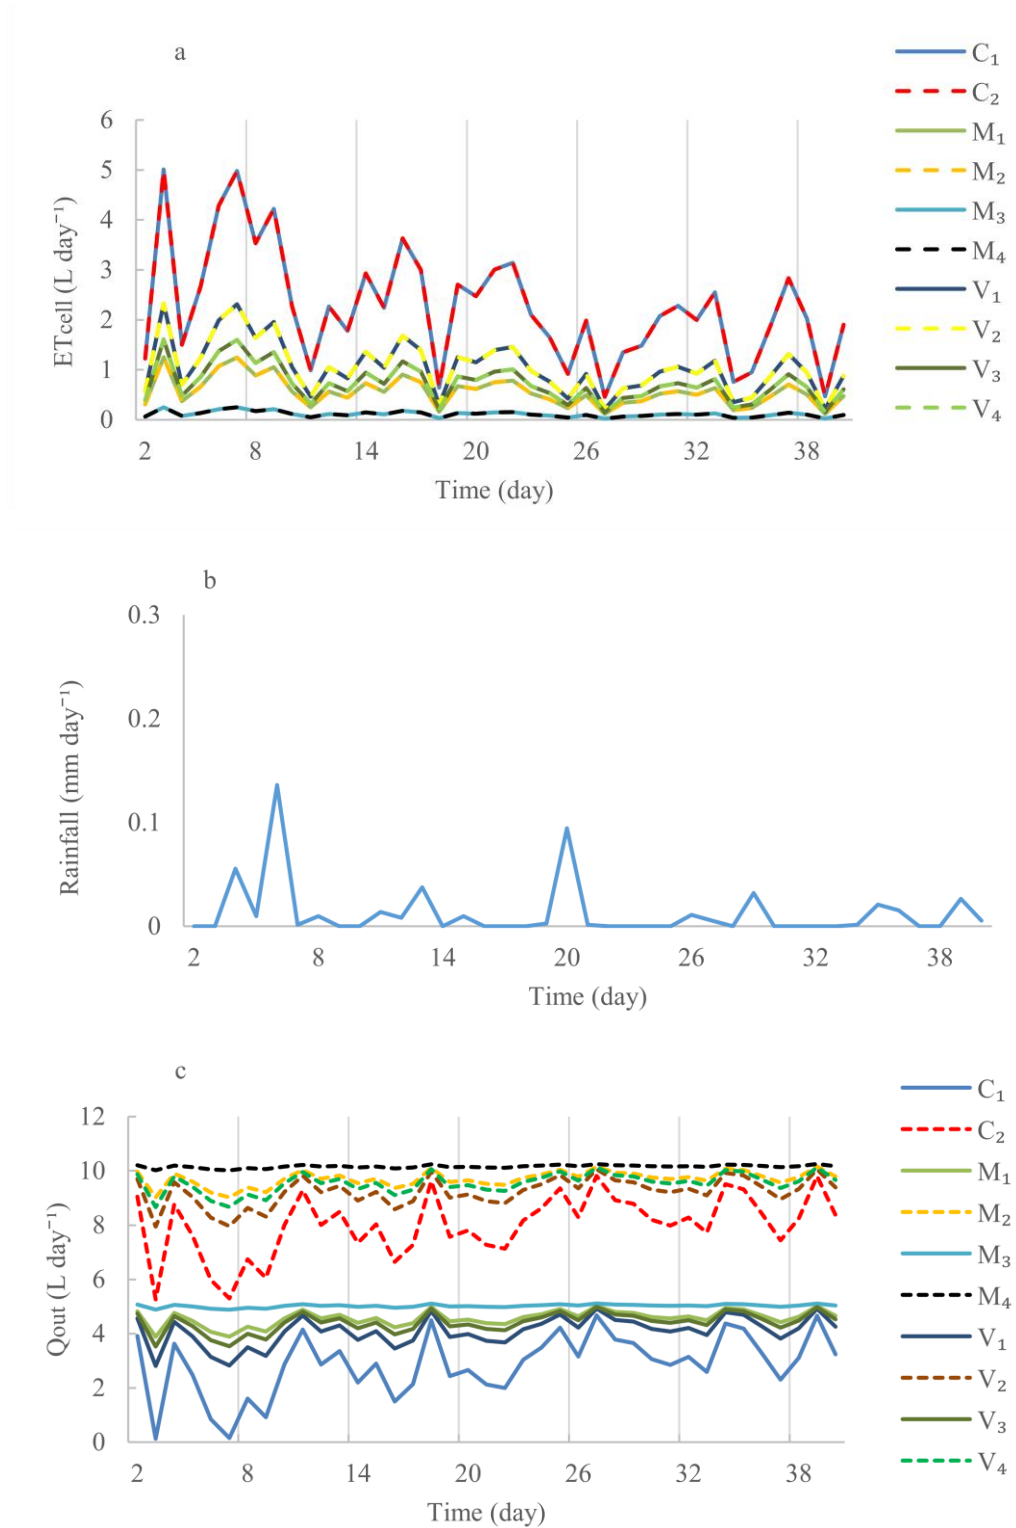 a
C₁
C₂
M₁
M₂
M₃
M₄
V₁
V₂
V₃
V₄
6
5
4
3
2
1
0
ETcell (L day⁻¹)
2 8 14 20 26 32 38
Time (day)
b
0.3
0.2
0.1
0
Rainfall (mm day⁻¹)
2 8 14 20 26 32 38
Time (day)
c
C₁
C₂
M₁
M₂
M₃
M₄
V₁
V₂
V₃
V₄
12
10
8
6
4
2
0
Qout (L day⁻¹)
2 8 14 20 26 32 38
Time (day)